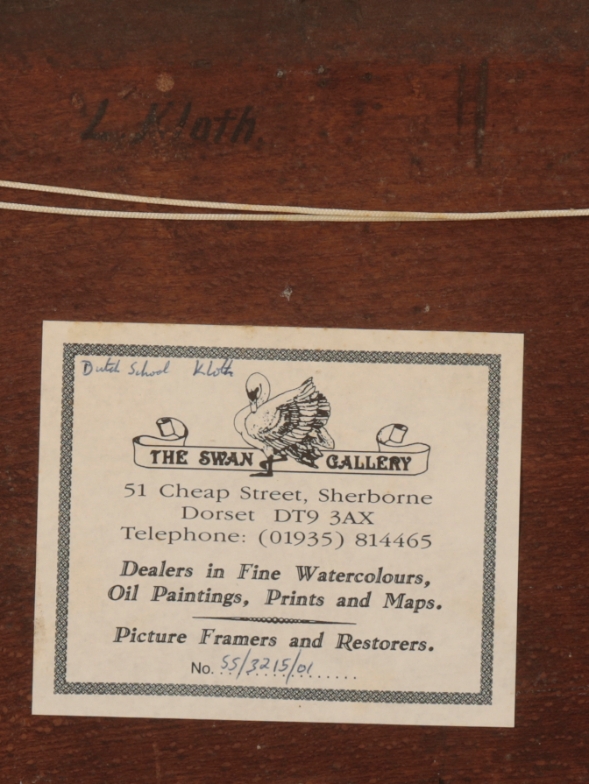 L. Kloth.
Dutch School Kloth
THE SWAN GALLERY
51 Cheap Street, Sherborne
Dorset DT9 3AX
Telephone: (01935) 814465
Dealers in Fine Watercolours,
Oil Paintings, Prints and Maps.
Picture Framers and Restorers.
No. SS/3215/01